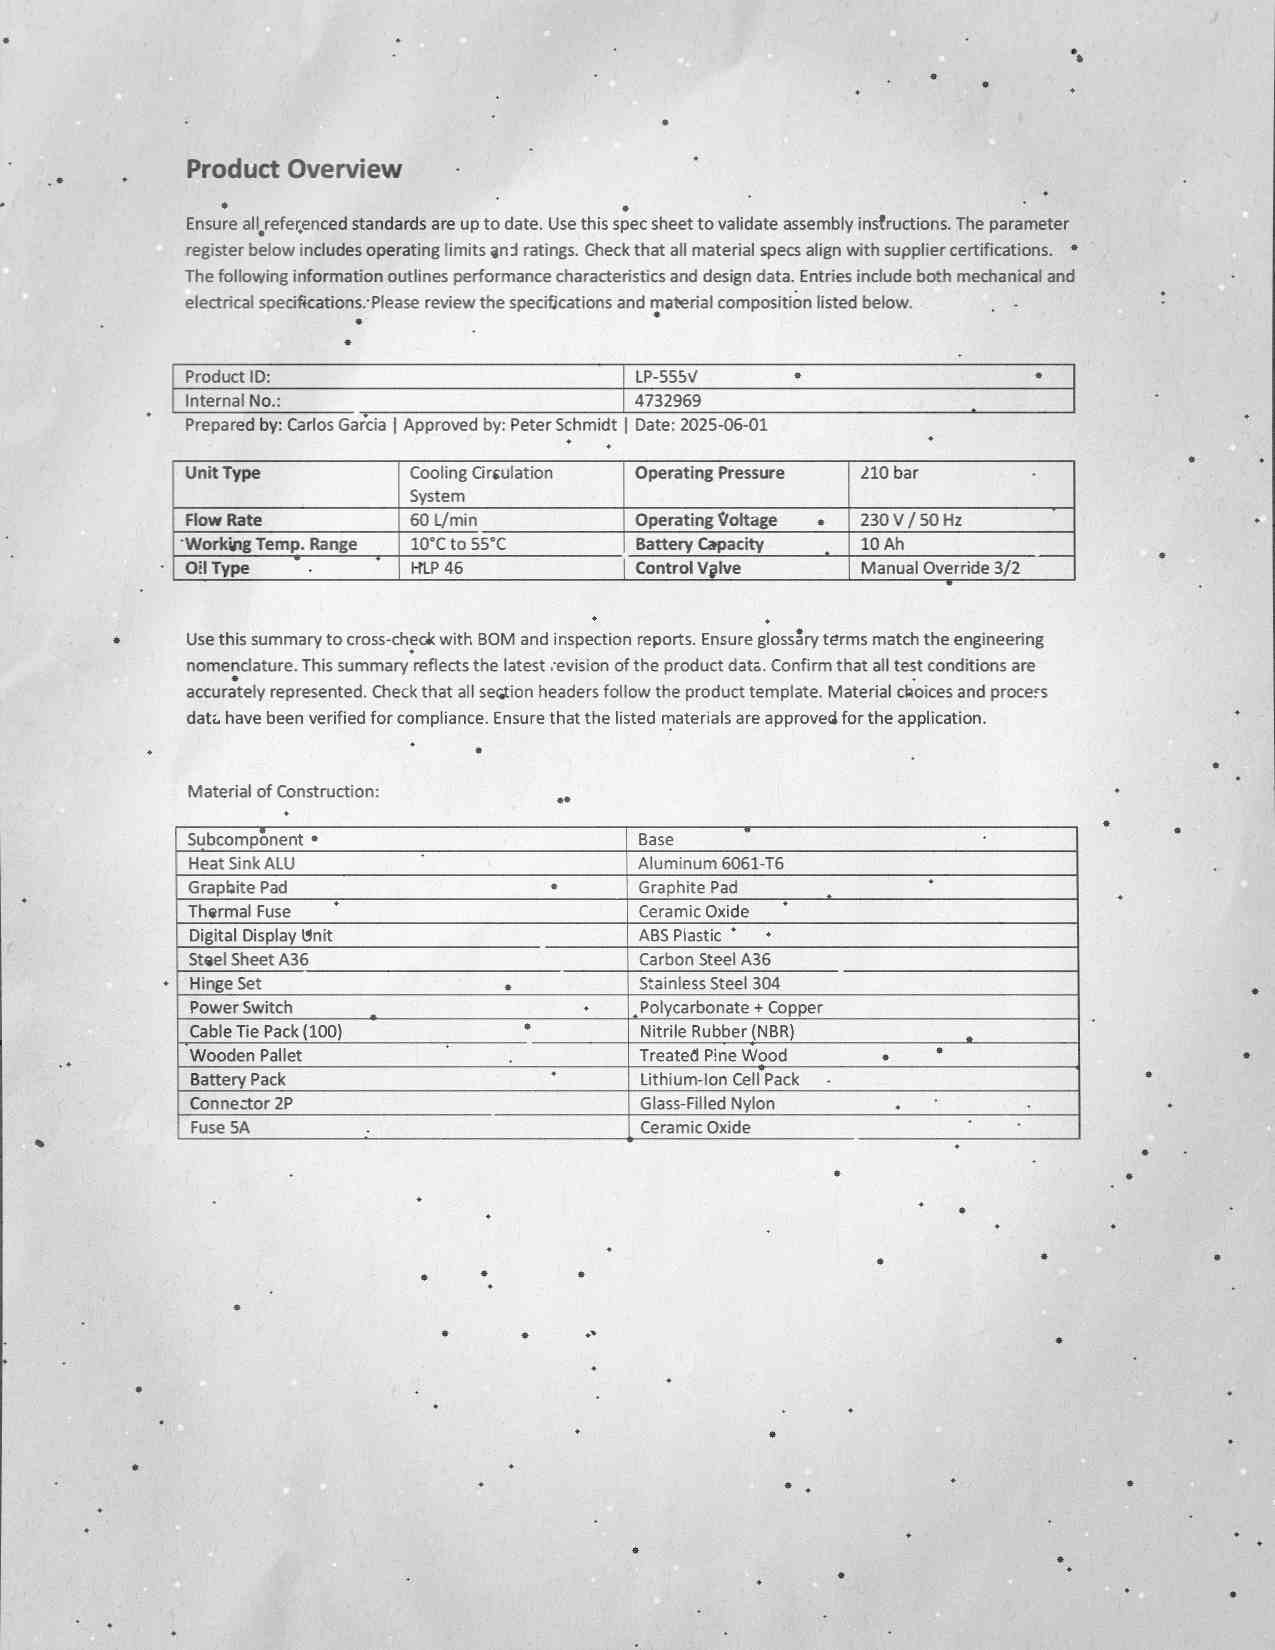 Product Overview
Ensure all referenced standards are up to date. Use this spec sheet to validate assembly instructions. The parameter
register below includes operating limits and ratings. Check that all material specs align with supplier certifications.
The following information outlines performance characteristics and design data. Entries include both mechanical and
electrical specifications. Please review the specifications and material composition listed below.
Product ID: LP-555V
Internal No.: 4732969
Prepared by: Carlos Garcia | Approved by: Peter Schmidt | Date: 2025-06-01
Unit Type Cooling Circulation Operating Pressure 210 bar
System
Flow Rate 60 L/min Operating Voltage 230 V / 50 Hz
Working Temp. Range 10°C to 55°C Battery Capacity 10 Ah
Oil Type HLP 46 Control Valve Manual Override 3/2
Use this summary to cross-check with BOM and inspection reports. Ensure glossary terms match the engineering
nomenclature. This summary reflects the latest revision of the product data. Confirm that all test conditions are
accurately represented. Check that all section headers follow the product template. Material choices and process
data have been verified for compliance. Ensure that the listed materials are approved for the application.
Material of Construction:
Subcomponent Base
Heat Sink ALU Aluminum 6061-T6
Graphite Pad Graphite Pad
Thermal Fuse Ceramic Oxide
Digital Display Unit ABS Plastic
Steel Sheet A36 Carbon Steel A36
Hinge Set Stainless Steel 304
Power Switch Polycarbonate + Copper
Cable Tie Pack (100) Nitrile Rubber (NBR)
Wooden Pallet Treated Pine Wood
Battery Pack Lithium-Ion Cell Pack
Connector 2P Glass-Filled Nylon
Fuse 5A Ceramic Oxide